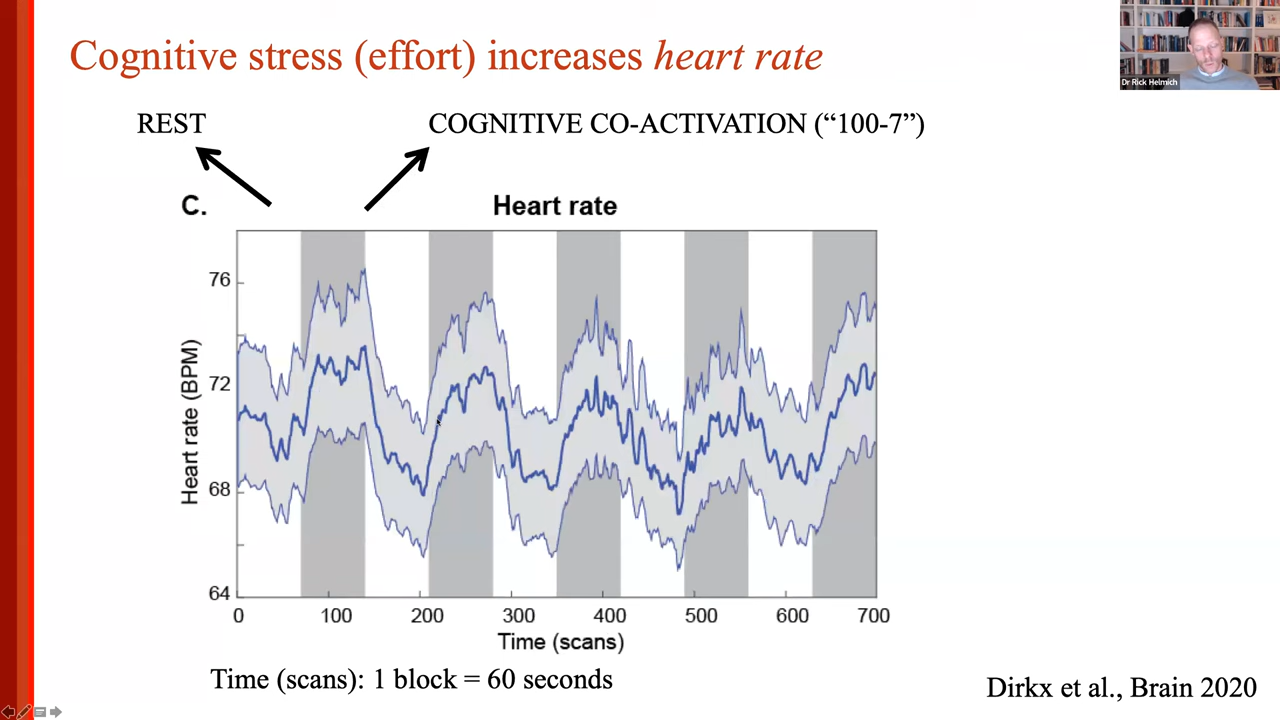 Cognitive stress (effort) increases heart rate
Dr Rick Helmich
REST
COGNITIVE CO-ACTIVATION (“100-7”)
C.
Heart rate
76
72
68
64
Heart rate (BPM)
0 100 200 300 400 500 600 700
Time (scans)
Time (scans): 1 block = 60 seconds
Dirkx et al., Brain 2020